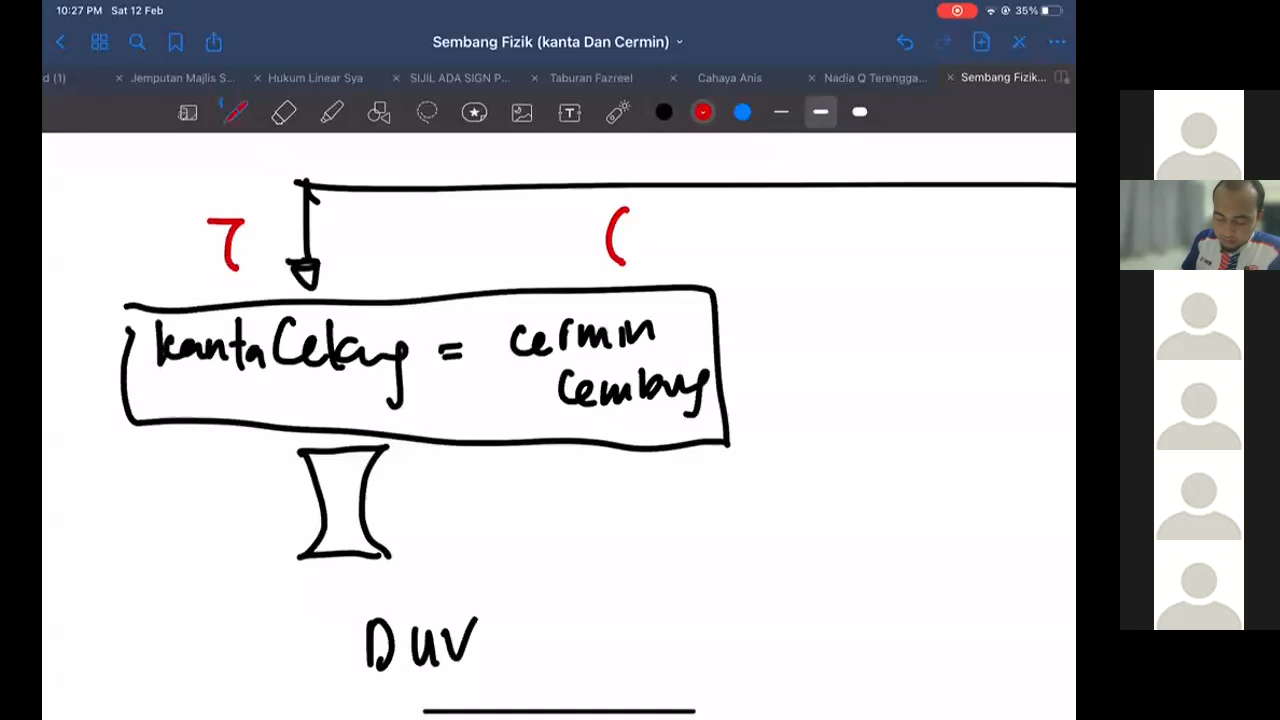 10:27 PM Sat 12 Feb
35%
Sembang Fizik (kanta Dan Cermin)
d (1)
Jemputan Majlis S...
Hukum Linear Sya
SIJIL ADA SIGN P...
Taburan Fazreel
Cahaya Anis
Nadia Q Terengga...
Sembang Fizik...
kanta Cekung = cermin
cembung
DUV